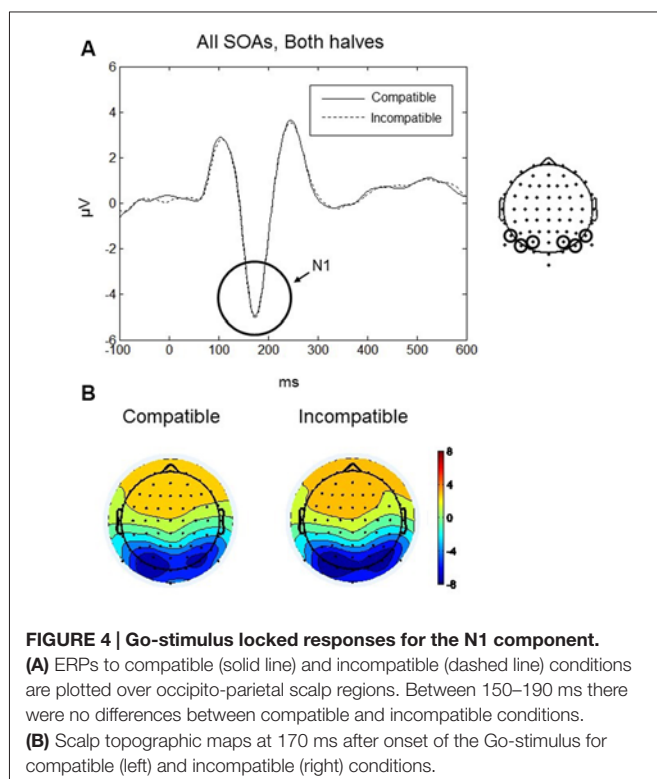 All SOAs, Both halves
A
6
4
2
0
-2
-4
-6
µV
Compatible
Incompatible
N1
-100 0 100 200 300 400 500 600
ms
B
Compatible Incompatible
8
4
0
-4
-8
FIGURE 4 | Go-stimulus locked responses for the N1 component.
(A) ERPs to compatible (solid line) and incompatible (dashed line) conditions
are plotted over occipito-parietal scalp regions. Between 150–190 ms there
were no differences between compatible and incompatible conditions.
(B) Scalp topographic maps at 170 ms after onset of the Go-stimulus for
compatible (left) and incompatible (right) conditions.